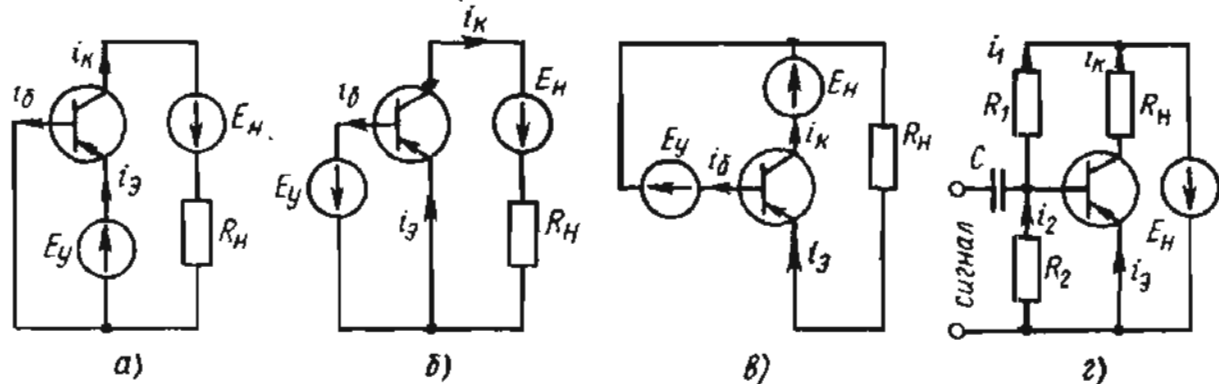 iк
iб
Eн
iэ
Eу
Rн
а)
iк
iб
Eн
Eу
iэ
Rн
б)
Eн
iк
Eу
iб
Rн
iэ
в)
i1
iк
R1
Rн
C
i2
Eн
сигнал
R2
iэ
г)